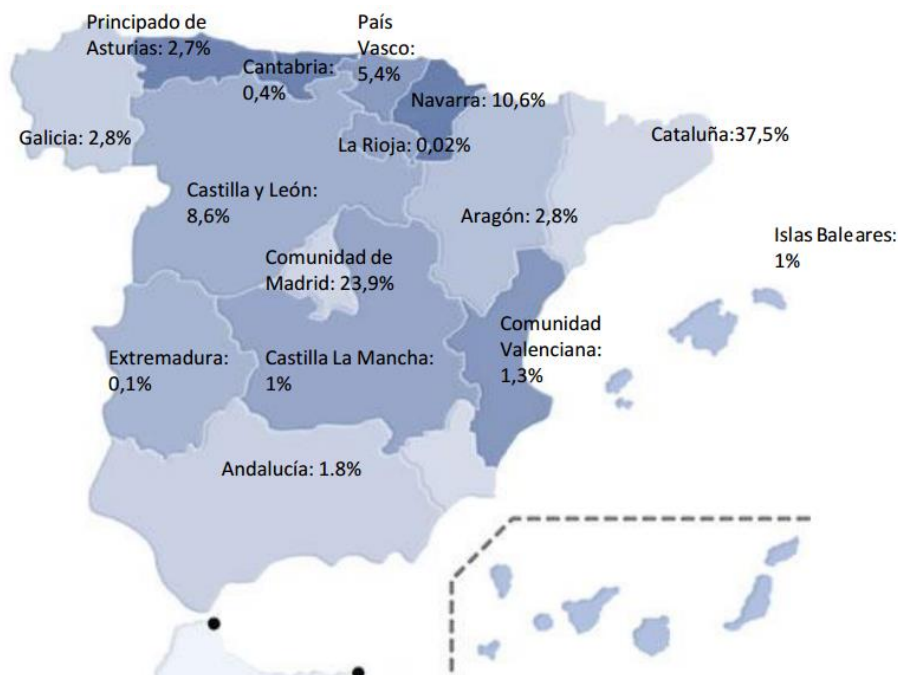 Principado de
Asturias: 2,7%
País
Vasco:
5,4%
Cantabria:
0,4%
Navarra: 10,6%
Galicia: 2,8%
La Rioja: 0,02%
Cataluña:37,5%
Castilla y León:
8,6%
Aragón: 2,8%
Islas Baleares:
1%
Comunidad de
Madrid: 23,9%
Comunidad
Valenciana:
1,3%
Extremadura:
0,1%
Castilla La Mancha:
1%
Andalucía: 1.8%